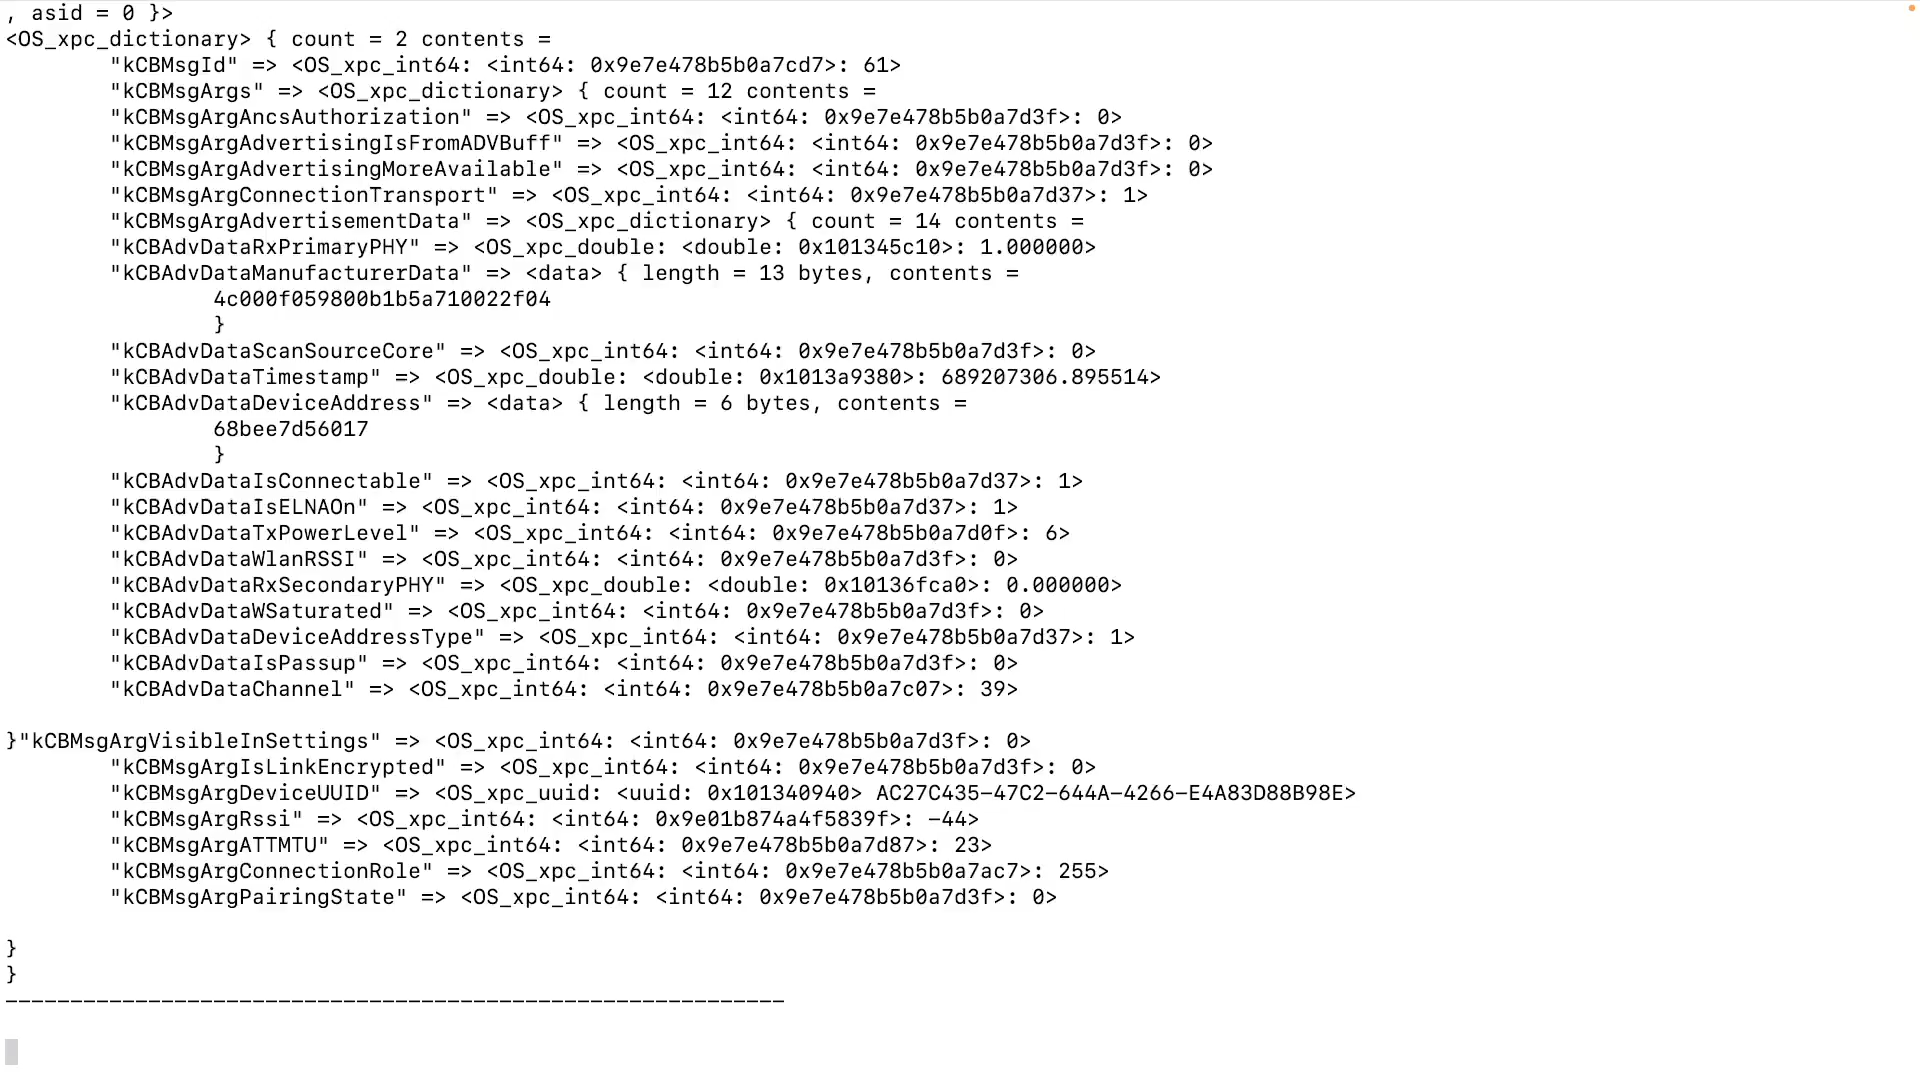 , asid = 0 }>
<OS_xpc_dictionary> { count = 2 contents =
"kCBMsgId" => <OS_xpc_int64: <int64: 0x9e7e478b5b0a7cd7>: 61>
"kCBMsgArgs" => <OS_xpc_dictionary> { count = 12 contents =
"kCBMsgArgAncsAuthorization" => <OS_xpc_int64: <int64: 0x9e7e478b5b0a7d3f>: 0>
"kCBMsgArgAdvertisingIsFromADVBuff" => <OS_xpc_int64: <int64: 0x9e7e478b5b0a7d3f>: 0>
"kCBMsgArgAdvertisingMoreAvailable" => <OS_xpc_int64: <int64: 0x9e7e478b5b0a7d3f>: 0>
"kCBMsgArgConnectionTransport" => <OS_xpc_int64: <int64: 0x9e7e478b5b0a7d37>: 1>
"kCBMsgArgAdvertisementData" => <OS_xpc_dictionary> { count = 14 contents =
"kCBAdvDataRxPrimaryPHY" => <OS_xpc_double: <double: 0x101345c10>: 1.000000>
"kCBAdvDataManufacturerData" => <data> { length = 13 bytes, contents =
4c000f059800b1b5a710022f04
}
"kCBAdvDataScanSourceCore" => <OS_xpc_int64: <int64: 0x9e7e478b5b0a7d3f>: 0>
"kCBAdvDataTimestamp" => <OS_xpc_double: <double: 0x1013a9380>: 689207306.895514>
"kCBAdvDataDeviceAddress" => <data> { length = 6 bytes, contents =
68bee7d56017
}
"kCBAdvDataIsConnectable" => <OS_xpc_int64: <int64: 0x9e7e478b5b0a7d37>: 1>
"kCBAdvDataIsELNAOn" => <OS_xpc_int64: <int64: 0x9e7e478b5b0a7d37>: 1>
"kCBAdvDataTxPowerLevel" => <OS_xpc_int64: <int64: 0x9e7e478b5b0a7d0f>: 6>
"kCBAdvDataWlanRSSI" => <OS_xpc_int64: <int64: 0x9e7e478b5b0a7d3f>: 0>
"kCBAdvDataRxSecondaryPHY" => <OS_xpc_double: <double: 0x10136fca0>: 0.000000>
"kCBAdvDataWSaturated" => <OS_xpc_int64: <int64: 0x9e7e478b5b0a7d3f>: 0>
"kCBAdvDataDeviceAddressType" => <OS_xpc_int64: <int64: 0x9e7e478b5b0a7d37>: 1>
"kCBAdvDataIsPassup" => <OS_xpc_int64: <int64: 0x9e7e478b5b0a7d3f>: 0>
"kCBAdvDataChannel" => <OS_xpc_int64: <int64: 0x9e7e478b5b0a7c07>: 39>
}"kCBMsgArgVisibleInSettings" => <OS_xpc_int64: <int64: 0x9e7e478b5b0a7d3f>: 0>
"kCBMsgArgIsLinkEncrypted" => <OS_xpc_int64: <int64: 0x9e7e478b5b0a7d3f>: 0>
"kCBMsgArgDeviceUUID" => <OS_xpc_uuid: <uuid: 0x101340940> AC27C435-47C2-644A-4266-E4A83D88B98E>
"kCBMsgArgRssi" => <OS_xpc_int64: <int64: 0x9e01b874a4f5839f>: -44>
"kCBMsgArgATTMTU" => <OS_xpc_int64: <int64: 0x9e7e478b5b0a7d87>: 23>
"kCBMsgArgConnectionRole" => <OS_xpc_int64: <int64: 0x9e7e478b5b0a7ac7>: 255>
"kCBMsgArgPairingState" => <OS_xpc_int64: <int64: 0x9e7e478b5b0a7d3f>: 0>
}
}
------------------------------------------------------------